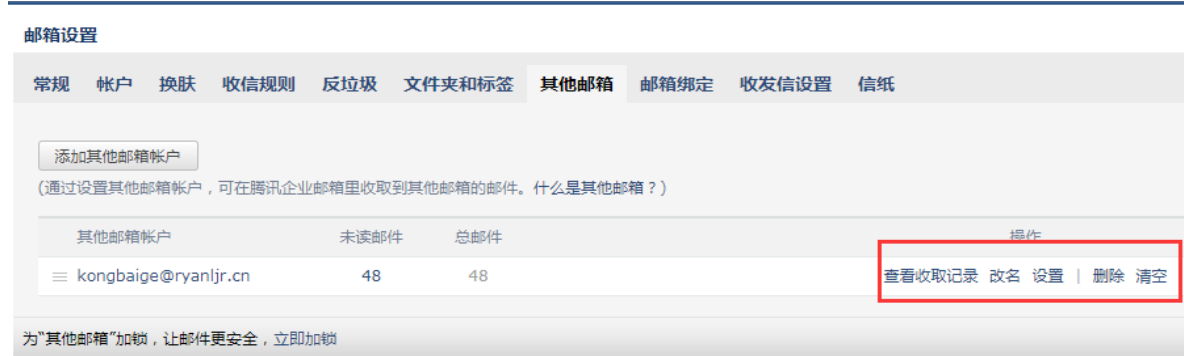 邮箱设置
常规 帐户 换肤 收信规则 反垃圾 文件夹和标签 其他邮箱 邮箱绑定 收发信设置 信纸
添加其他邮箱帐户
(通过设置其他邮箱帐户，可在腾讯企业邮箱里收取到其他邮箱的邮件。什么是其他邮箱？)
其他邮箱帐户 未读邮件 总邮件 操作
kongbaige@ryanljr.cn 48 48 查看收取记录 改名 设置 | 删除 清空
为“其他邮箱”加锁，让邮件更安全，立即加锁